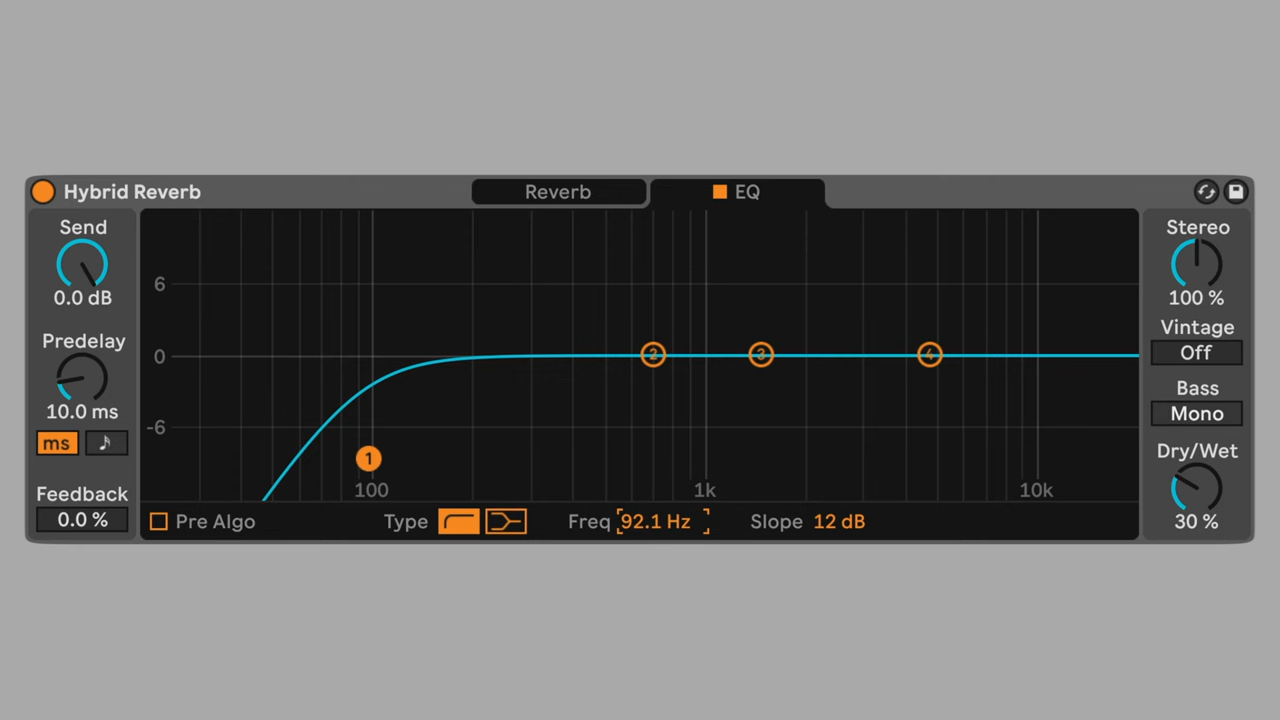 Hybrid Reverb
Reverb
EQ
Send
0.0 dB
Predelay
10.0 ms
ms
Feedback
0.0 %
6
0
-6
2
3
4
1
100
1k
10k
Pre Algo
Type
Freq 92.1 Hz
Slope 12 dB
Stereo
100 %
Vintage
Off
Bass
Mono
Dry/Wet
30 %